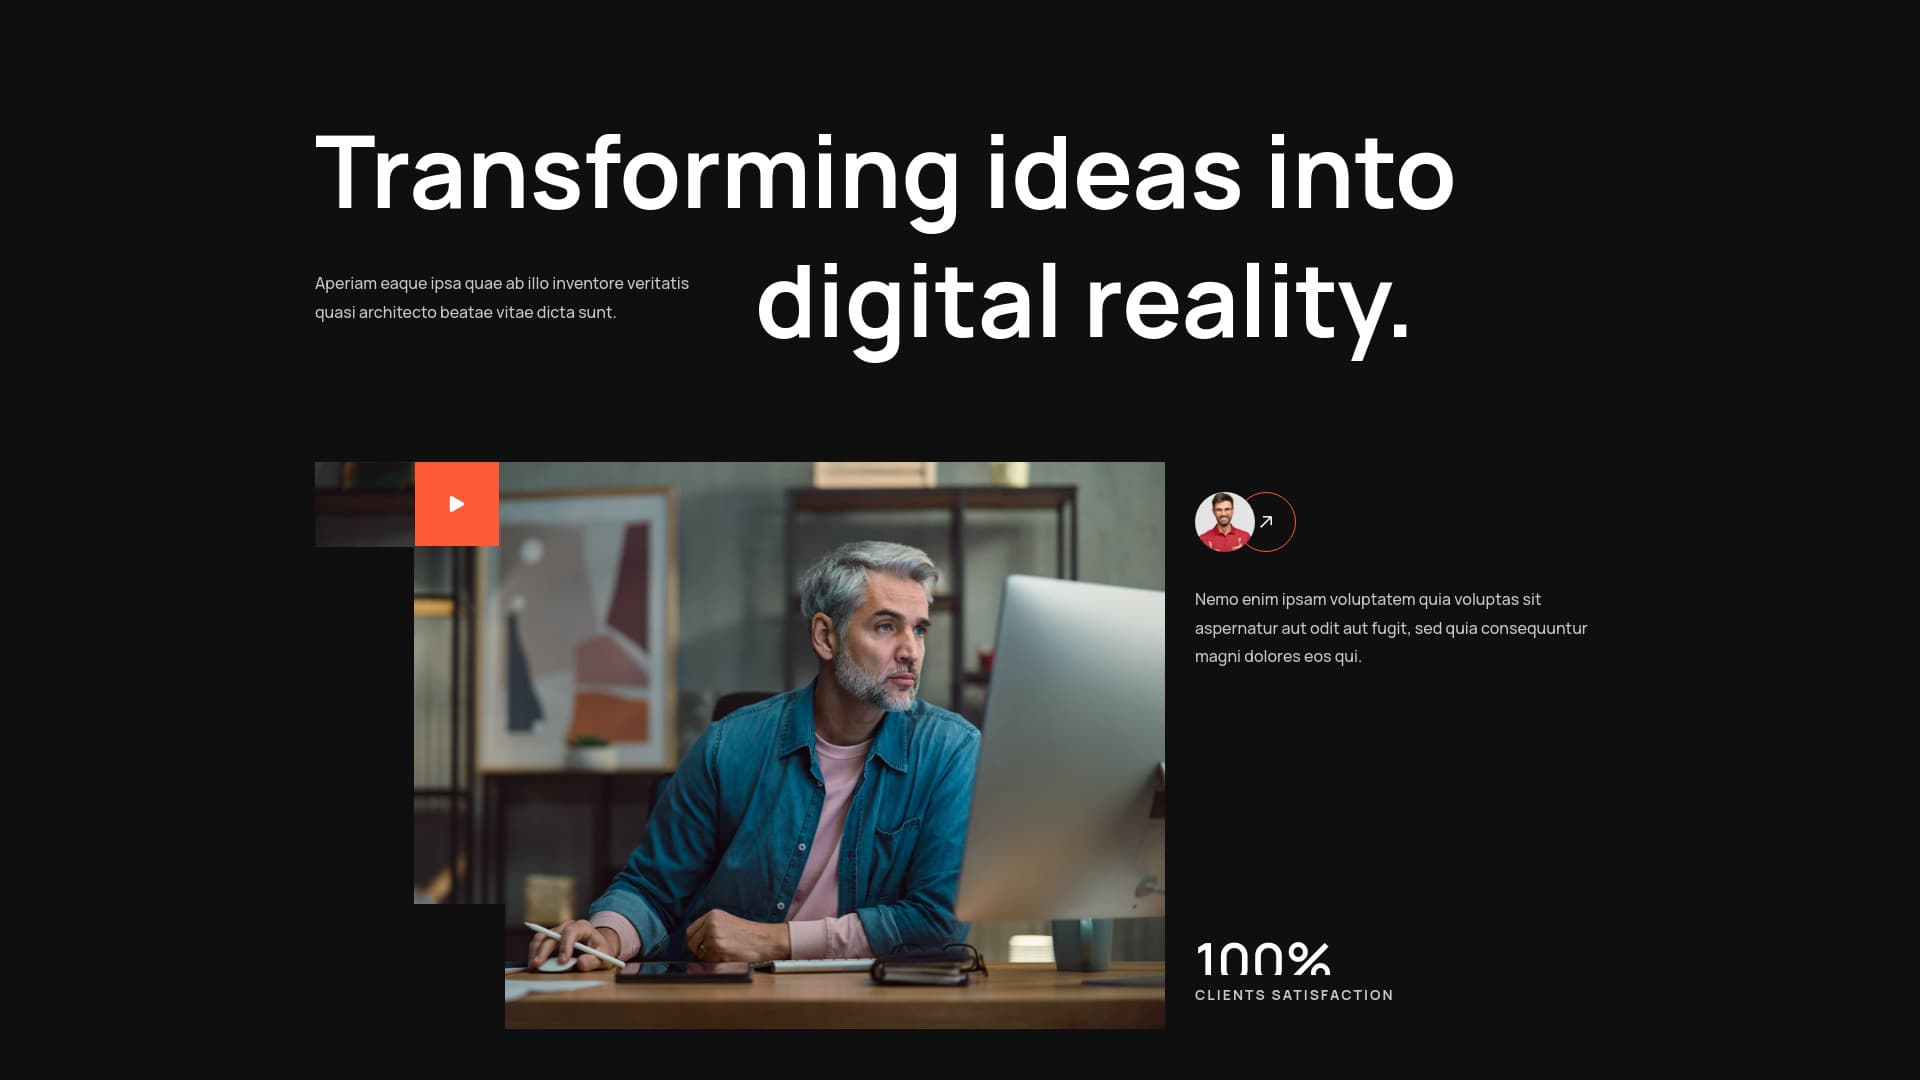 Transforming ideas into
Aperiam eaque ipsa quae ab illo inventore veritatis
quasi architecto beatae vitae dicta sunt.
digital reality.
Nemo enim ipsam voluptatem quia voluptas sit
aspernatur aut odit aut fugit, sed quia consequuntur
magni dolores eos qui.
100%
CLIENTS SATISFACTION